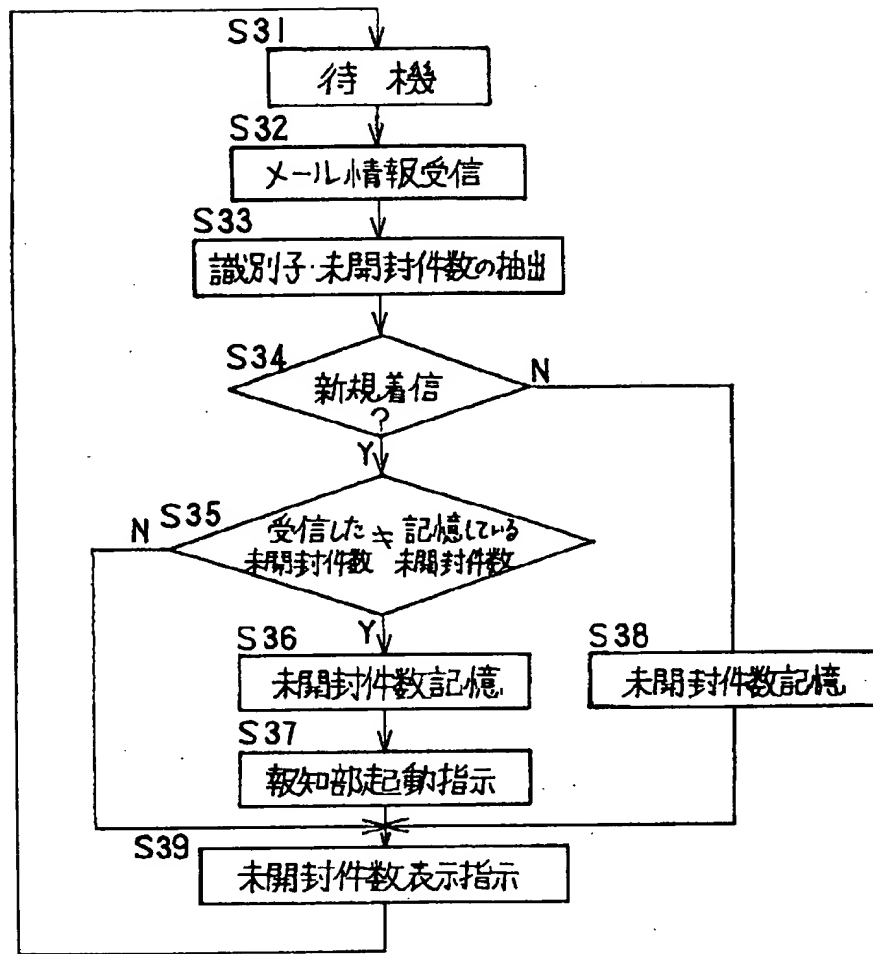 S31
待機
S32
メール情報受信
S33
識別子・未開封件数の抽出
S34
新規着信
?
N
Y
S35
N
受信した ≠ 記憶している
未開封件数 未開封件数
Y
S36
未開封件数記憶
S38
未開封件数記憶
S37
報知部起動指示
S39
未開封件数表示指示